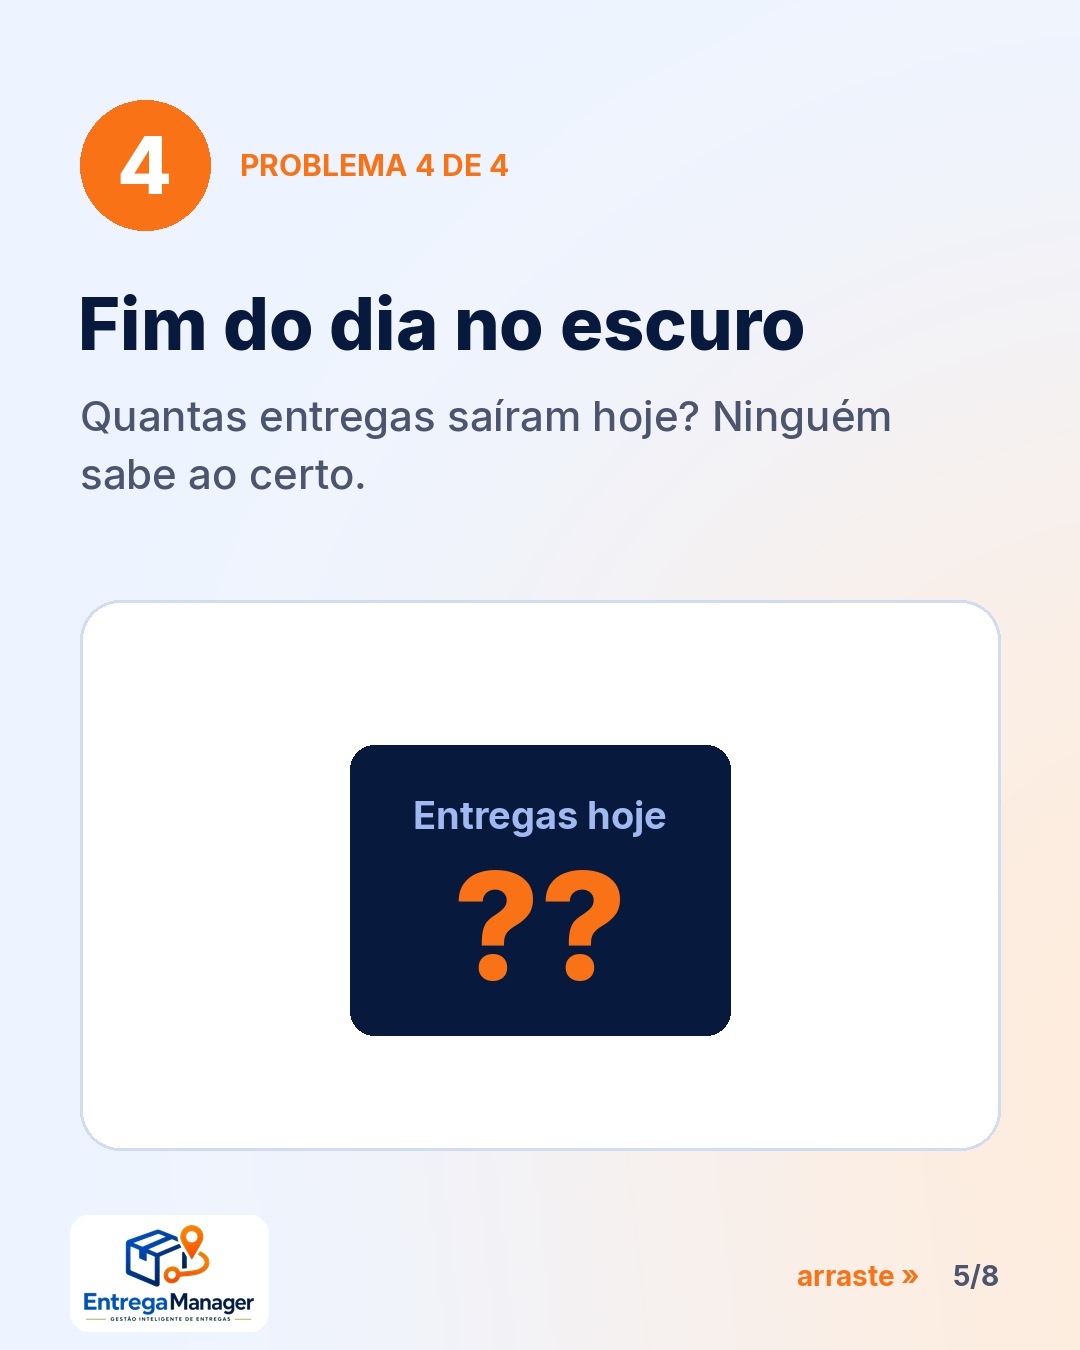 4
PROBLEMA 4 DE 4
Fim do dia no escuro
Quantas entregas saíram hoje? Ninguém
sabe ao certo.
Entregas hoje
??
EntregaManager
GESTÃO INTELIGENTE DE ENTREGAS
arraste » 5/8